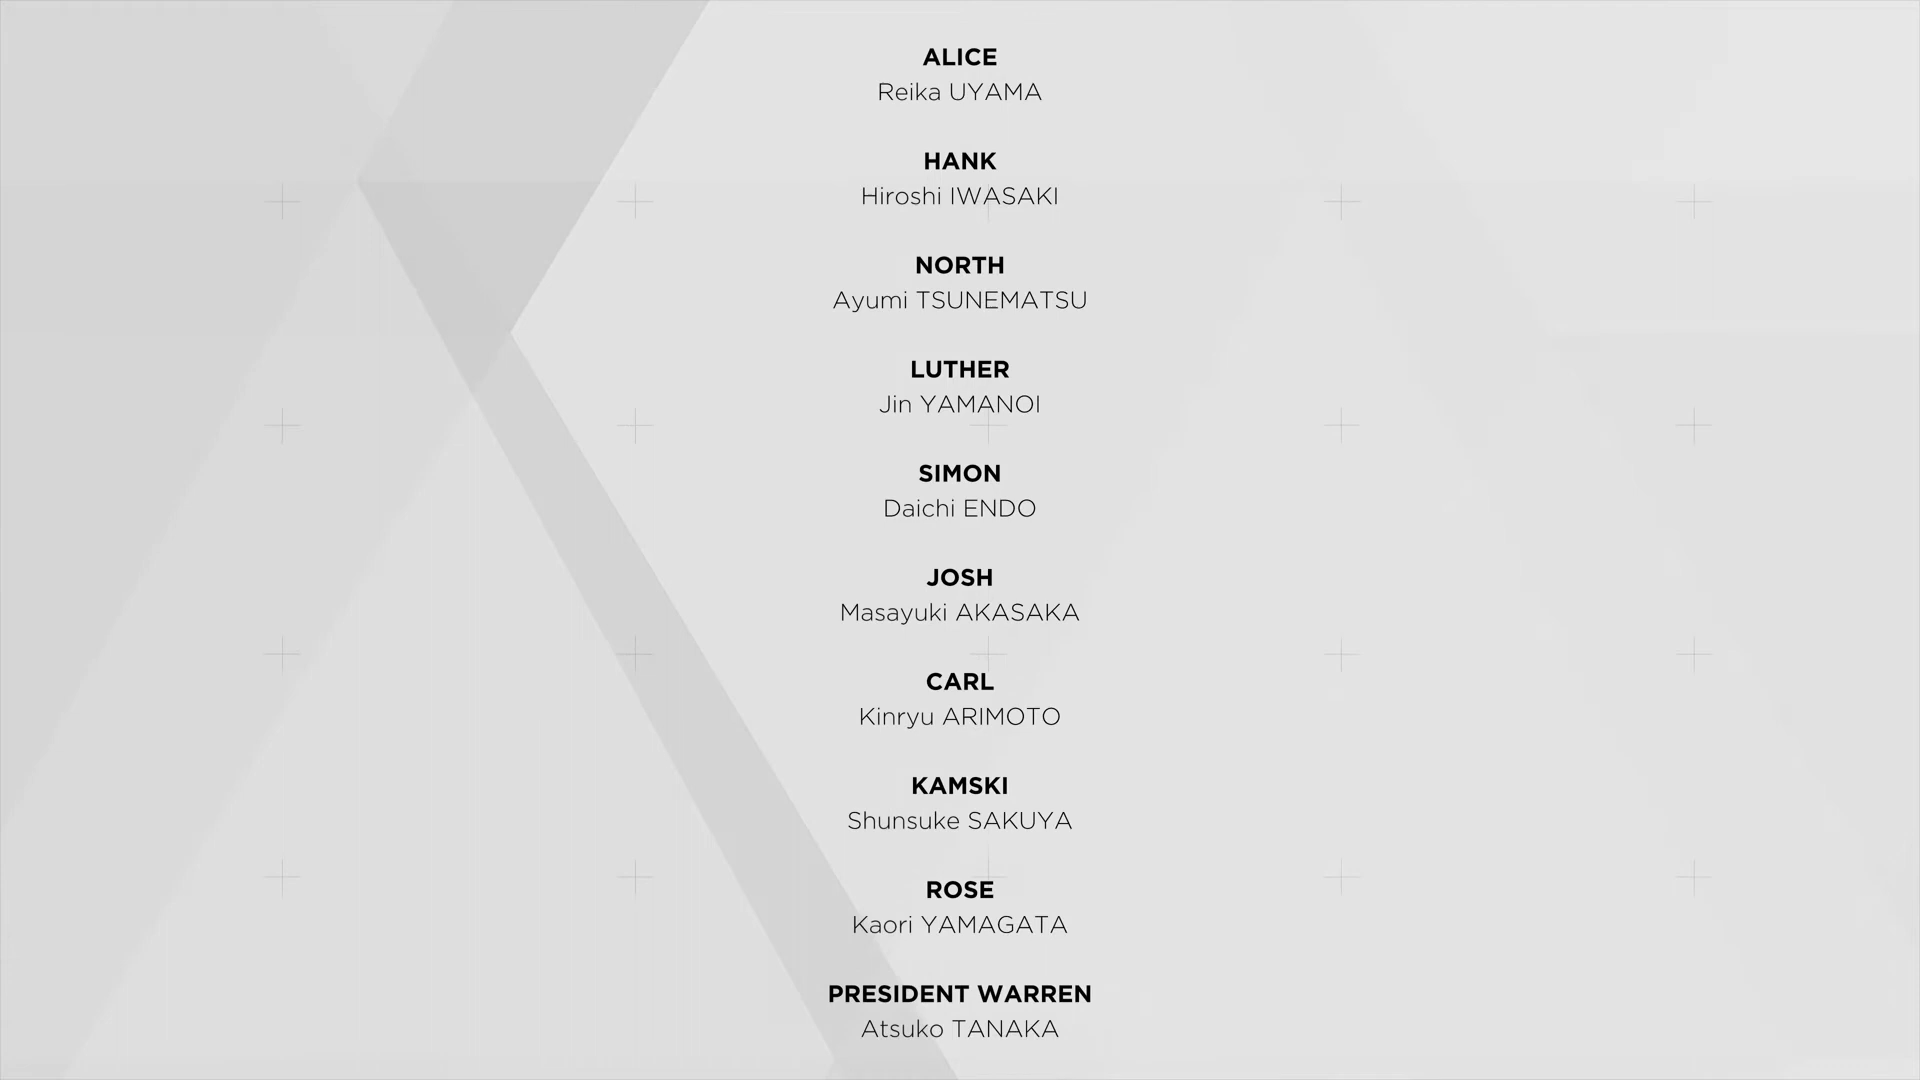 ALICE
Reika UYAMA
HANK
Hiroshi IWASAKI
NORTH
Ayumi TSUNEMATSU
LUTHER
Jin YAMANOI
SIMON
Daichi ENDO
JOSH
Masayuki AKASAKA
CARL
Kinryu ARIMOTO
KAMSKI
Shunsuke SAKUYA
ROSE
Kaori YAMAGATA
PRESIDENT WARREN
Atsuko TANAKA